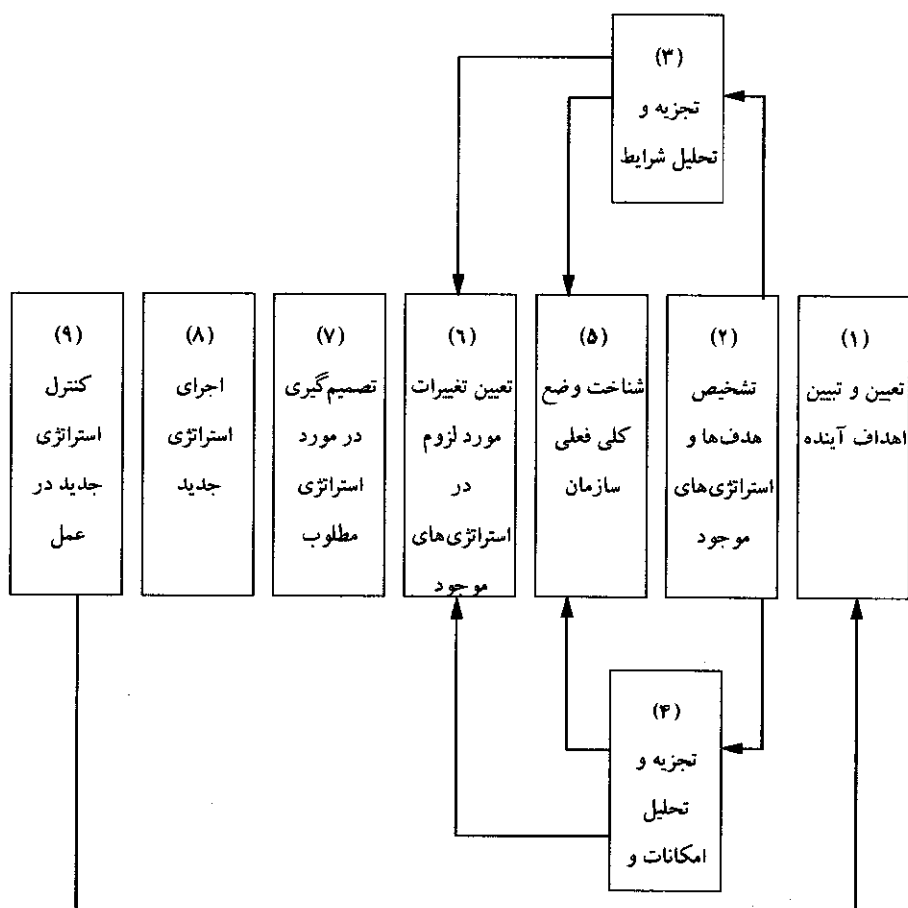 (۳)
تجزیه و
تحلیل شرایط
(۱)
تعیین و تبیین
اهداف آینده
(۲)
تشخیص
هدف‌ها و
استراتژی‌های
موجود
(۵)
شناخت وضع
کلی فعلی
سازمان
(۶)
تعیین تغییرات
مورد لزوم
در
استراتژی‌های
موجود
(۷)
تصمیم‌گیری
در مورد
استراتژی
مطلوب
(۸)
اجرای
استراتژی
جدید
(۹)
کنترل
استراتژی
جدید در
عمل
(۴)
تجزیه و
تحلیل
امکانات و